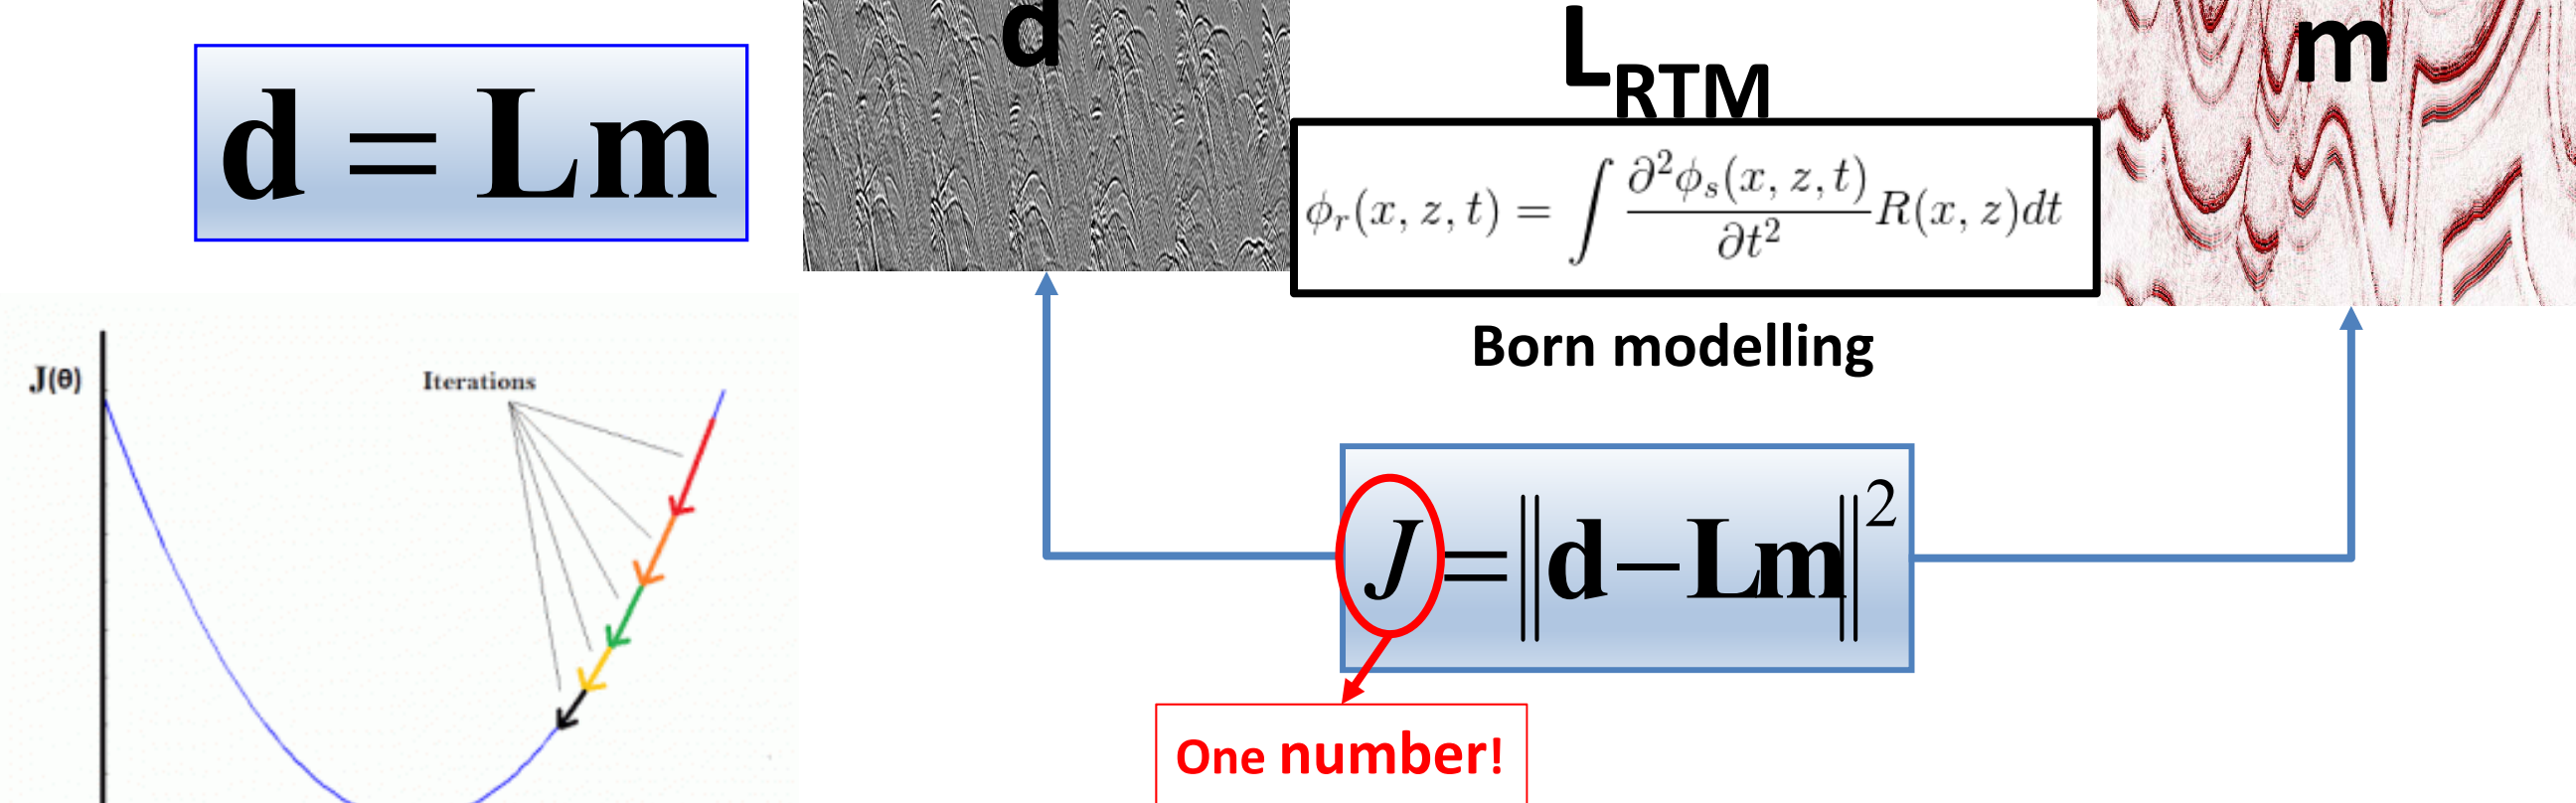 d = Lm
d
L_RTM
m
ϕ_r(x, z, t) = ∫ ∂²ϕ_s(x, z, t)/∂t² R(x, z)dt
Born modelling
J(θ)
Iterations
J = ‖d − Lm‖²
One number!